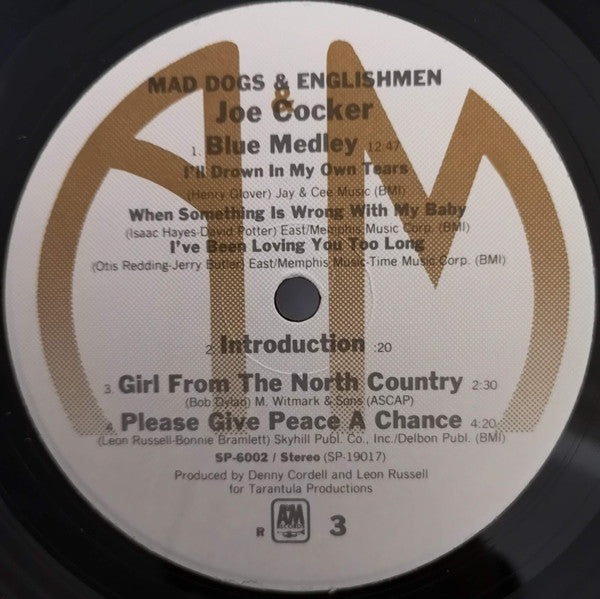 MAD DOGS & ENGLISHMEN
&
Joe Cocker
1. Blue Medley 12:47
I'll Drown In My Own Tears
(Henry Glover) Jay & Cee Music (BMI)
When Something Is Wrong With My Baby
(Isaac Hayes-David Potter) East/Memphis Music Corp. (BMI)
I've Been Loving You Too Long
(Otis Redding-Jerry Butler) East/Memphis Music-Time Music Corp. (BMI)
2. Introduction :20
3. Girl From The North Country 2:30
(Bob Dylan) M. Witmark & Sons (ASCAP)
4. Please Give Peace A Chance 4:20
(Leon Russell-Bonnie Bramlett) Skyhill Publ. Co., Inc./Delbon Publ. (BMI)
SP-6002 / Stereo (SP-19017)
Produced by Denny Cordell and Leon Russell
for Tarantula Productions
R A&M RECORDS 3